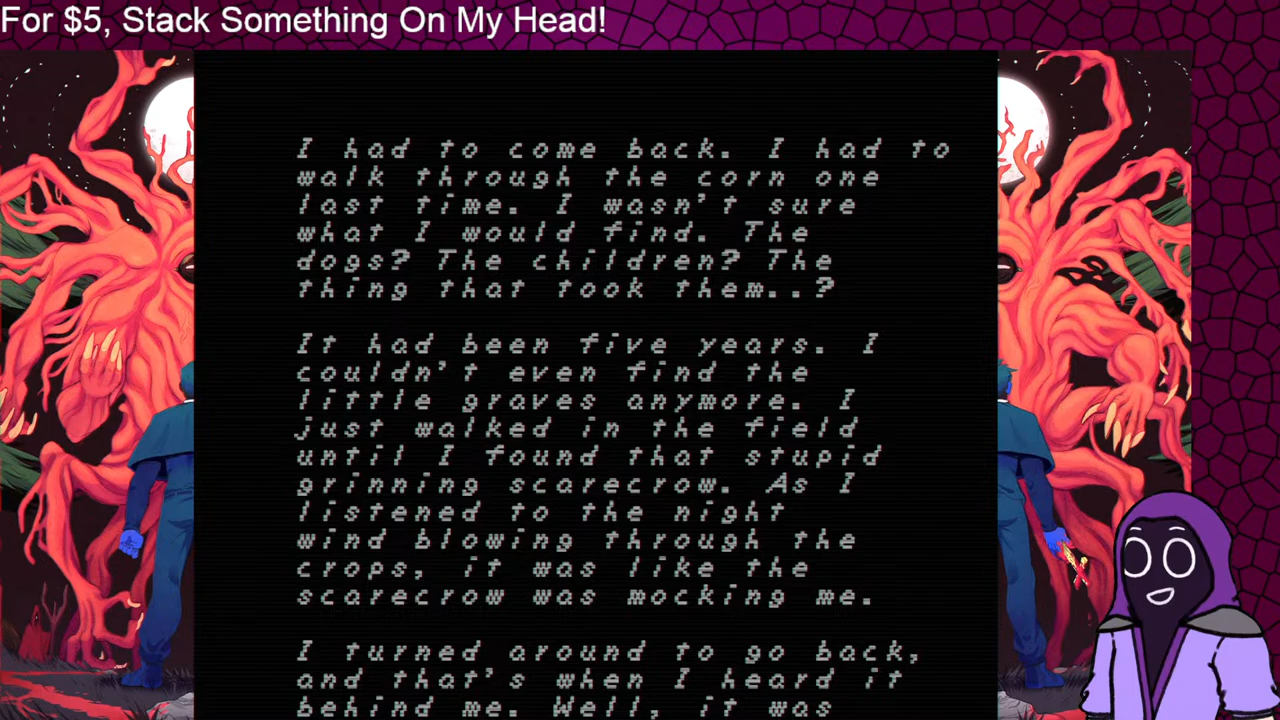 For $5, Stack Something On My Head!
I had to come back. I had to
walk through the corn one
last time. I wasn't sure
what I would find. The
dogs? The children? The
thing that took them..?
It had been five years. I
couldn't even find the
little graves anymore. I
just walked in the field
until I found that stupid
grinning scarecrow. As I
listened to the night
wind blowing through the
crops, it was like the
scarecrow was mocking me.
I turned around to go back,
and that's when I heard it
behind me. Well, it was